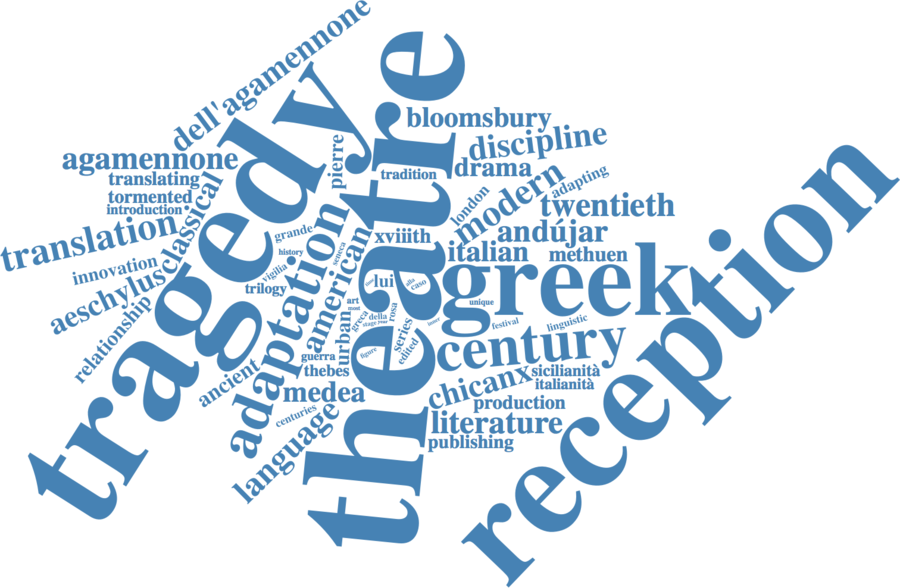 dell'agamennone
tragedy
theatre
bloomsbury
discipline
agamennone
pierre
drama
tradition
translating
adapting
tormented
classical
london
modern
introduction
twentieth
reception
translation
grande
adaptation
xviiith
andújar
american
italian
methuen
history
seneca
innovation
vigilia
lui
greek
aeschylus
trilogy
caso
art
rosa
unique
relationship
greca
della
urban
stage
series
festival
linguistic
figure
edited
century
guerra
thebes
ancient
sicilianità
italianità
medea
chicanx
production
centuries
literature
language
publishing